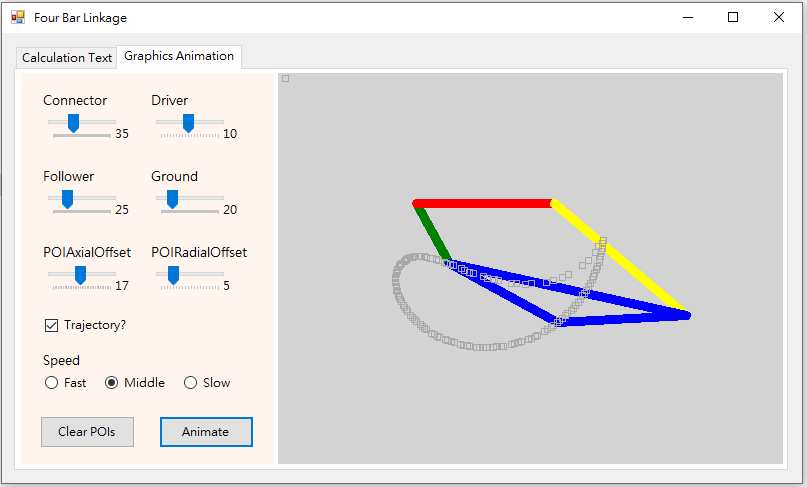 Four Bar Linkage
Calculation Text Graphics Animation
Connector Driver
35 10
Follower Ground
25 20
POIAxialOffset POIRadialOffset
17 5
Trajectory?
Speed
Fast Middle Slow
Clear POIs Animate